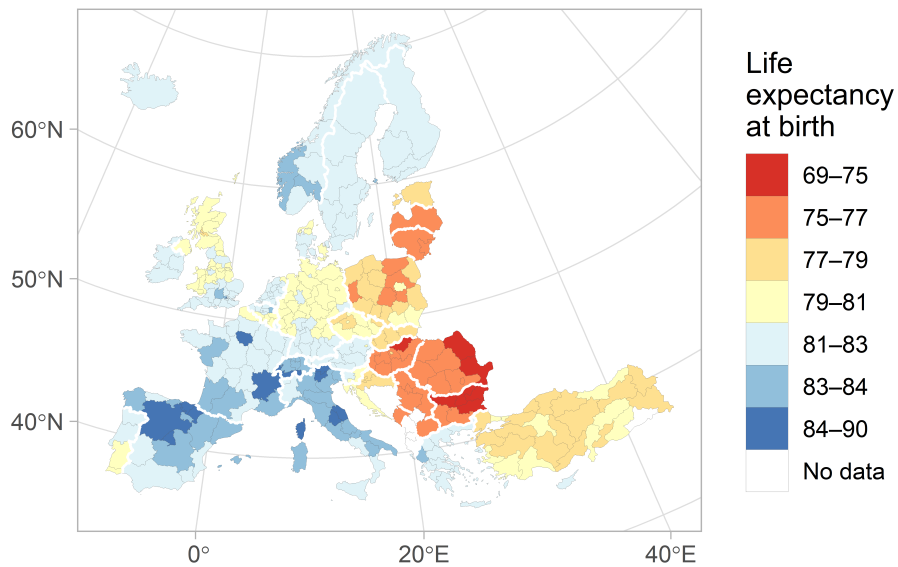 Life
expectancy
at birth
69–75
75–77
77–79
79–81
81–83
83–84
84–90
No data
60°N
50°N
40°N
0°
20°E
40°E